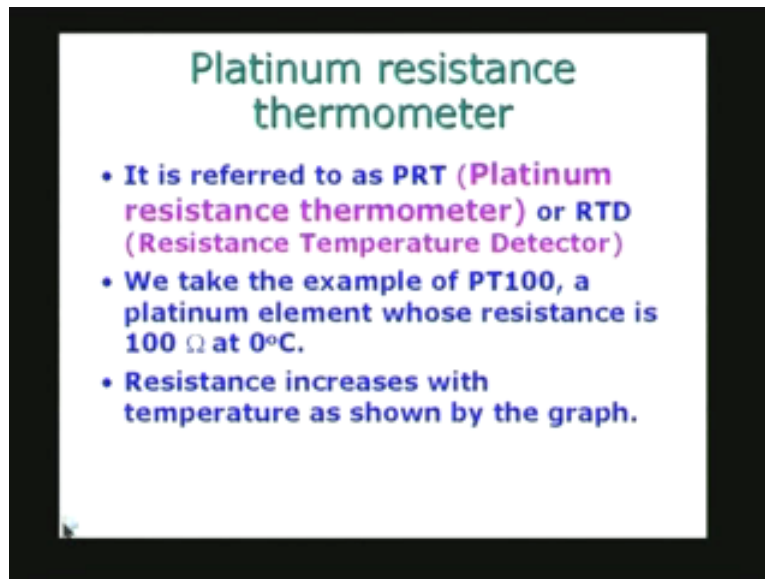 Platinum resistance
thermometer
• It is referred to as PRT (Platinum
resistance thermometer) or RTD
(Resistance Temperature Detector)
• We take the example of PT100, a
platinum element whose resistance is
100 Ω at 0ºC.
• Resistance increases with
temperature as shown by the graph.